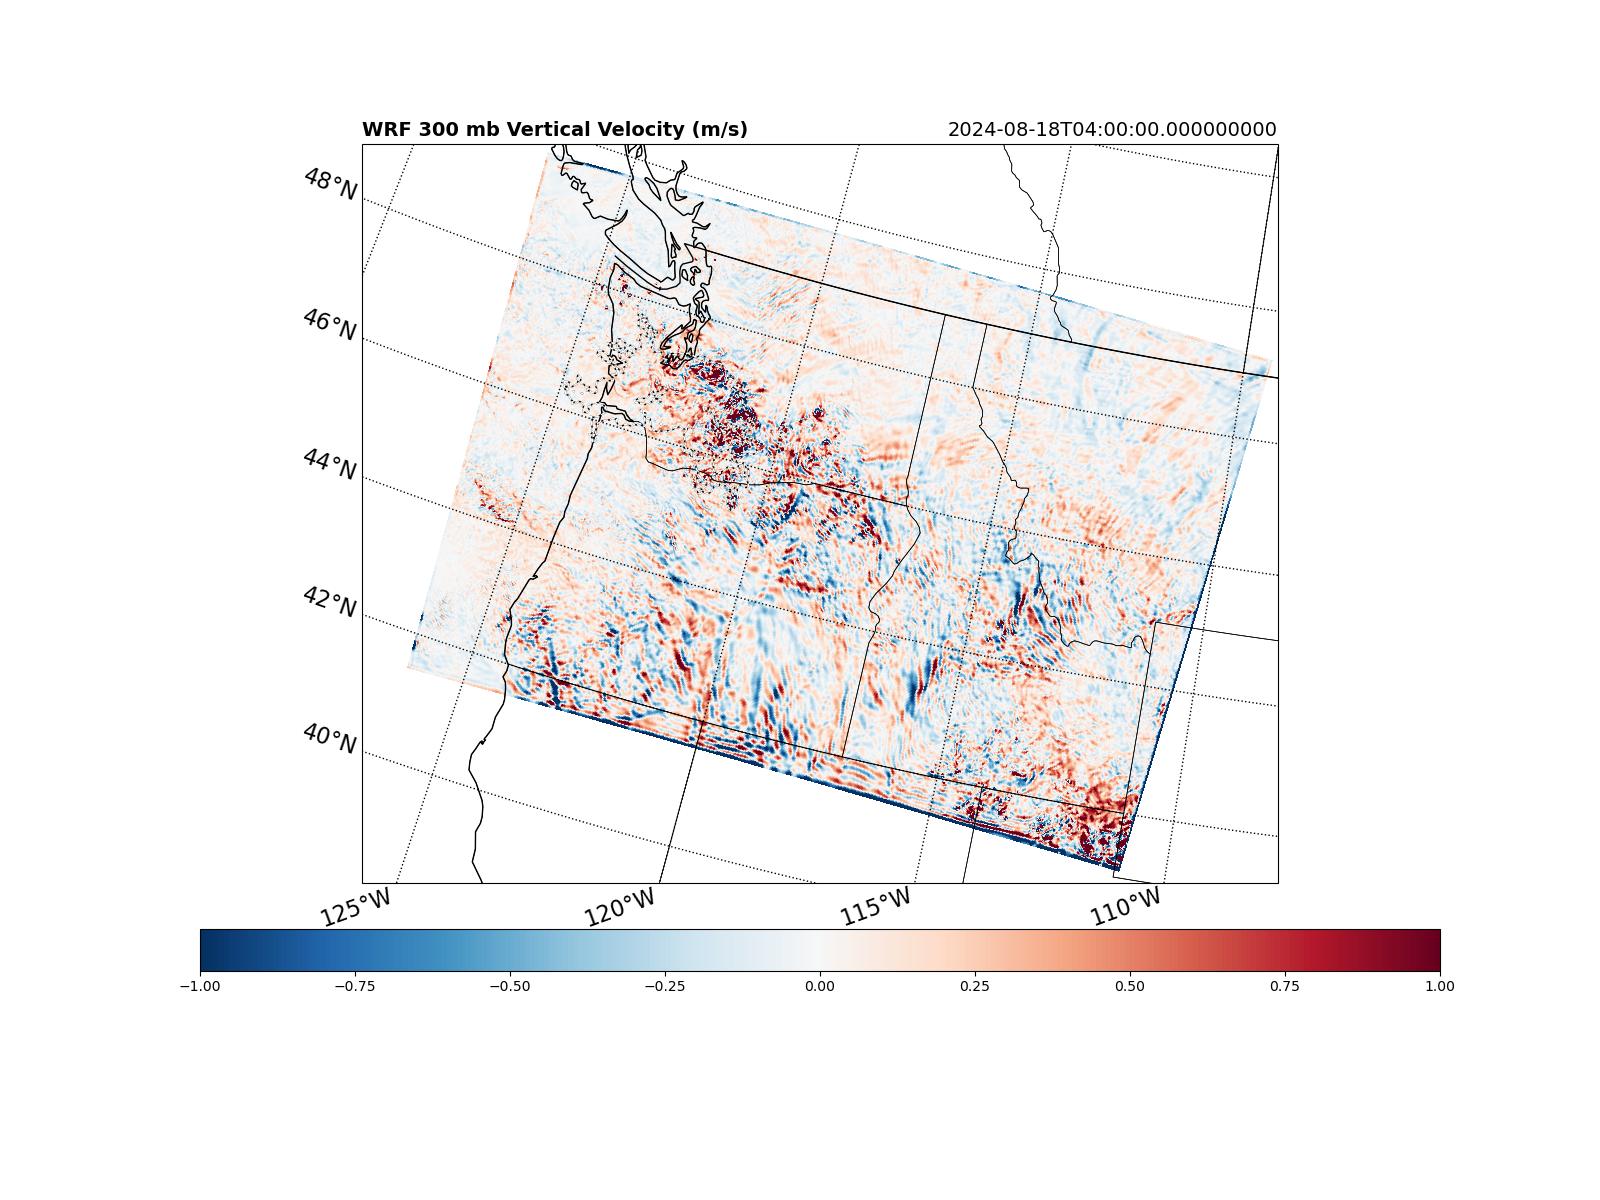 WRF 300 mb Vertical Velocity (m/s)
2024-08-18T04:00:00.000000000
48°N
46°N
44°N
42°N
40°N
125°W
120°W
115°W
110°W
−1.00
−0.75
−0.50
−0.25
0.00
0.25
0.50
0.75
1.00